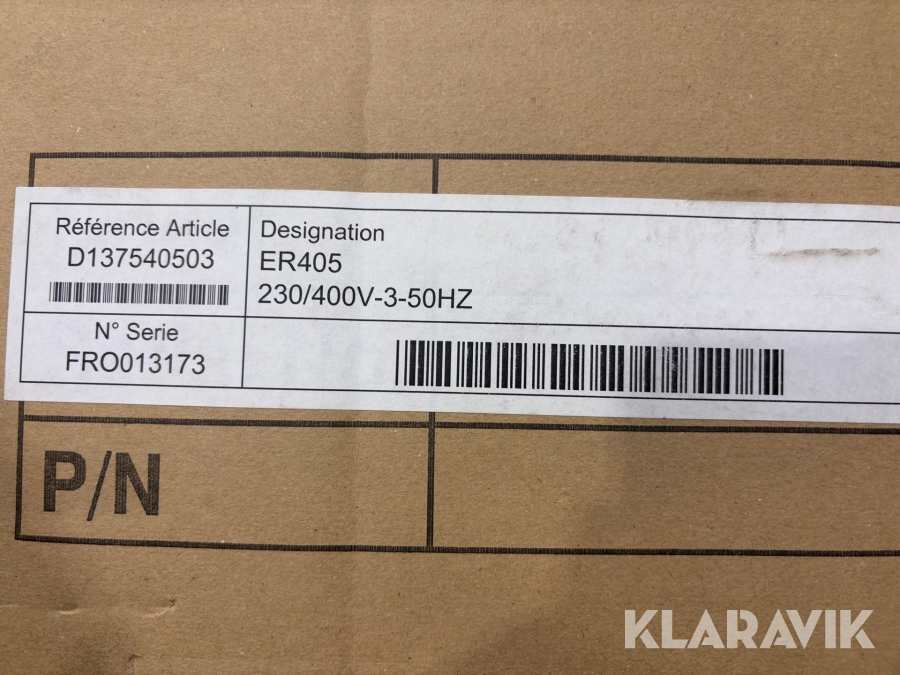 Référence Article
D137540503
Designation
ER405
230/400V-3-50HZ
N° Serie
FRO013173
P/N
KLARAVIK